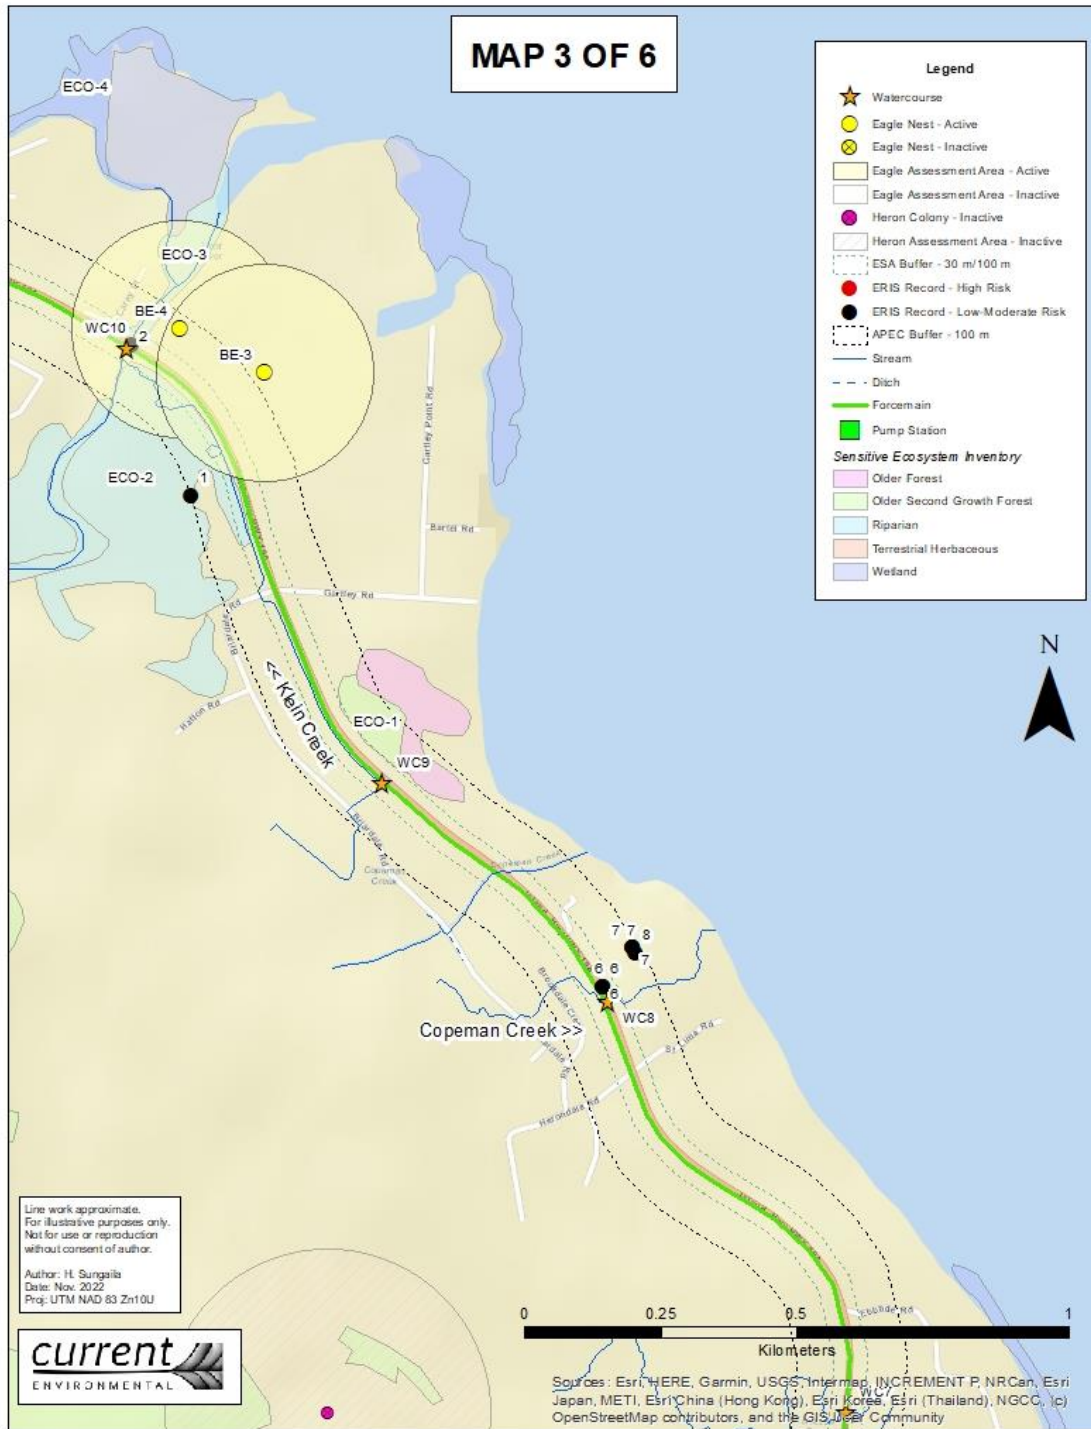 MAP 3 OF 6
Legend
Watercourse
Eagle Nest - Active
Eagle Nest - Inactive
Eagle Assessment Area - Active
Eagle Assessment Area - Inactive
Heron Colony - Inactive
Heron Assessment Area - Inactive
ESA Buffer - 30 m/100 m
ERIS Record - High Risk
ERIS Record - Low-Moderate Risk
APEC Buffer - 100 m
Stream
Ditch
Forcemain
Pump Station
Sensitive Ecosystem Inventory
Older Forest
Older Second Growth Forest
Riparian
Terrestrial Herbaceous
Wetland
ECO-4
ECO-3
BE-4
WC10
2
BE-3
ECO-2
1
Gartley Point Rd
Bartel Rd
Gartley Rd
Rd
Hatton Rd
<< Klein Creek
ECO-1
WC9
Briardale Rd
Copeman
Creek
7 7 8
7
6 6
6
WC8
Copeman Creek >>
St. Lima Rd
Herondale Rd
N
Line work approximate.
For illustrative purposes only.
Not for use or reproduction
without consent of author.
Author: H. Sungaila
Date: Nov. 2022
Proj: UTM NAD 83 Zn10U
current
ENVIRONMENTAL
Ebbtide Rd
0 0.25 0.5 1
Kilometers
WC7
Sources: Esri, HERE, Garmin, USGS, Intermap, INCREMENT P, NRCan, Esri
Japan, METI, Esri China (Hong Kong), Esri Korea, Esri (Thailand), NGCC, (c)
OpenStreetMap contributors, and the GIS User Community